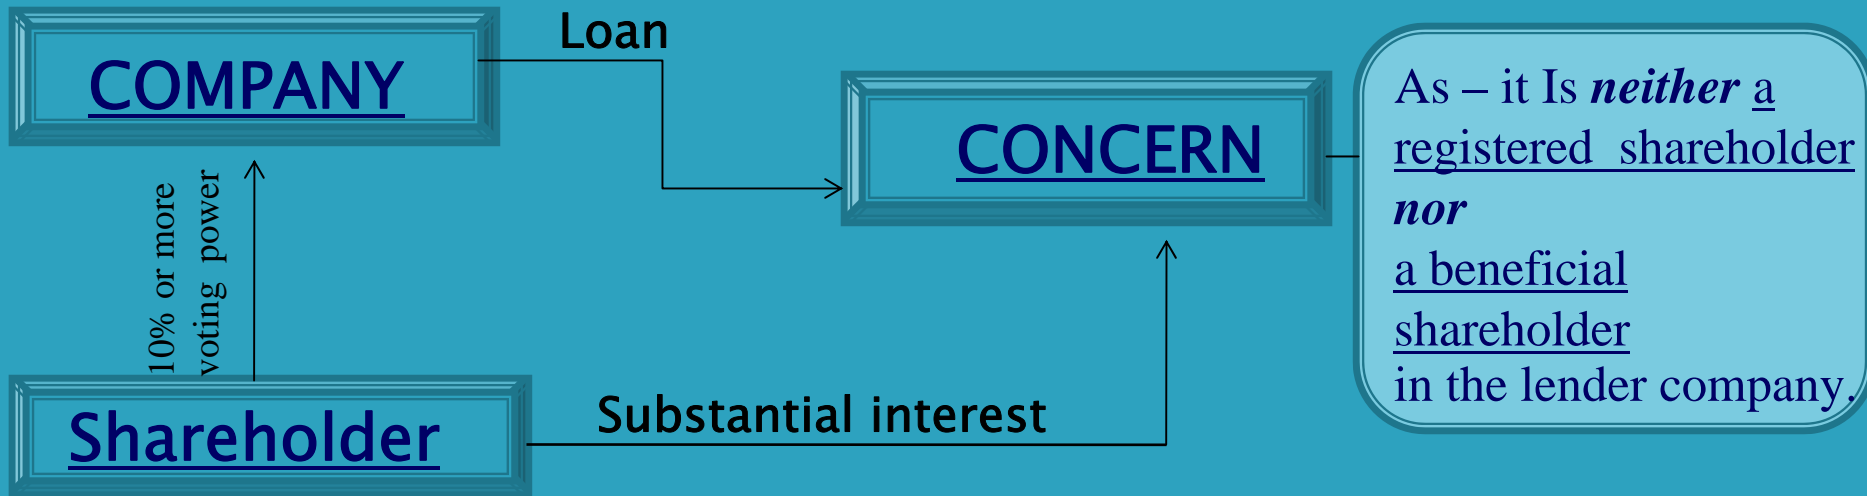 COMPANY
Loan
CONCERN
10% or more
voting power
Shareholder
Substantial interest
As – it Is neither a
registered shareholder
nor
a beneficial
shareholder
in the lender company.